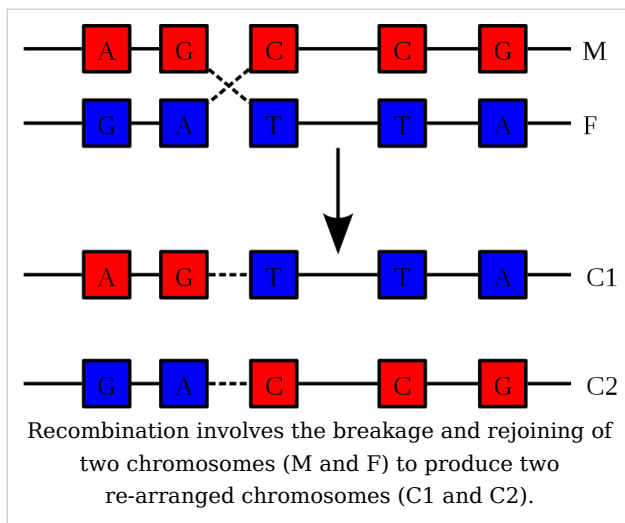 A G C C G M
G A T T A F
A G T T A C1
G A C C G C2
Recombination involves the breakage and rejoining of
two chromosomes (M and F) to produce two
re-arranged chromosomes (C1 and C2).